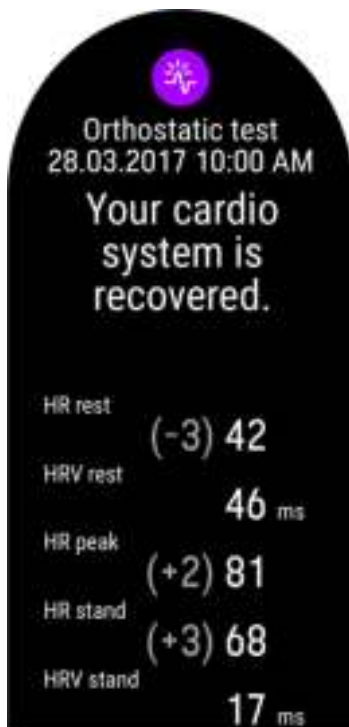 Orthostatic test
28.03.2017 10:00 AM
Your cardio
system is
recovered.
HR rest
(-3) 42
HRV rest
46 ms
HR peak
(+2) 81
HR stand
(+3) 68
HRV stand
17 ms